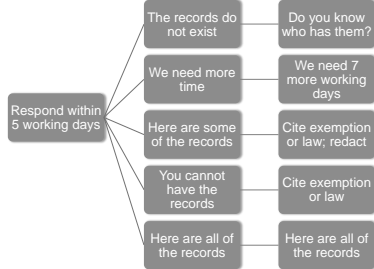 Respond within
5 working days
The records do
not exist
Do you know
who has them?
We need more
time
We need 7
more working
days
Here are some
of the records
Cite exemption
or law; redact
You cannot
have the
records
Cite exemption
or law
Here are all of
the records
Here are all of
the records